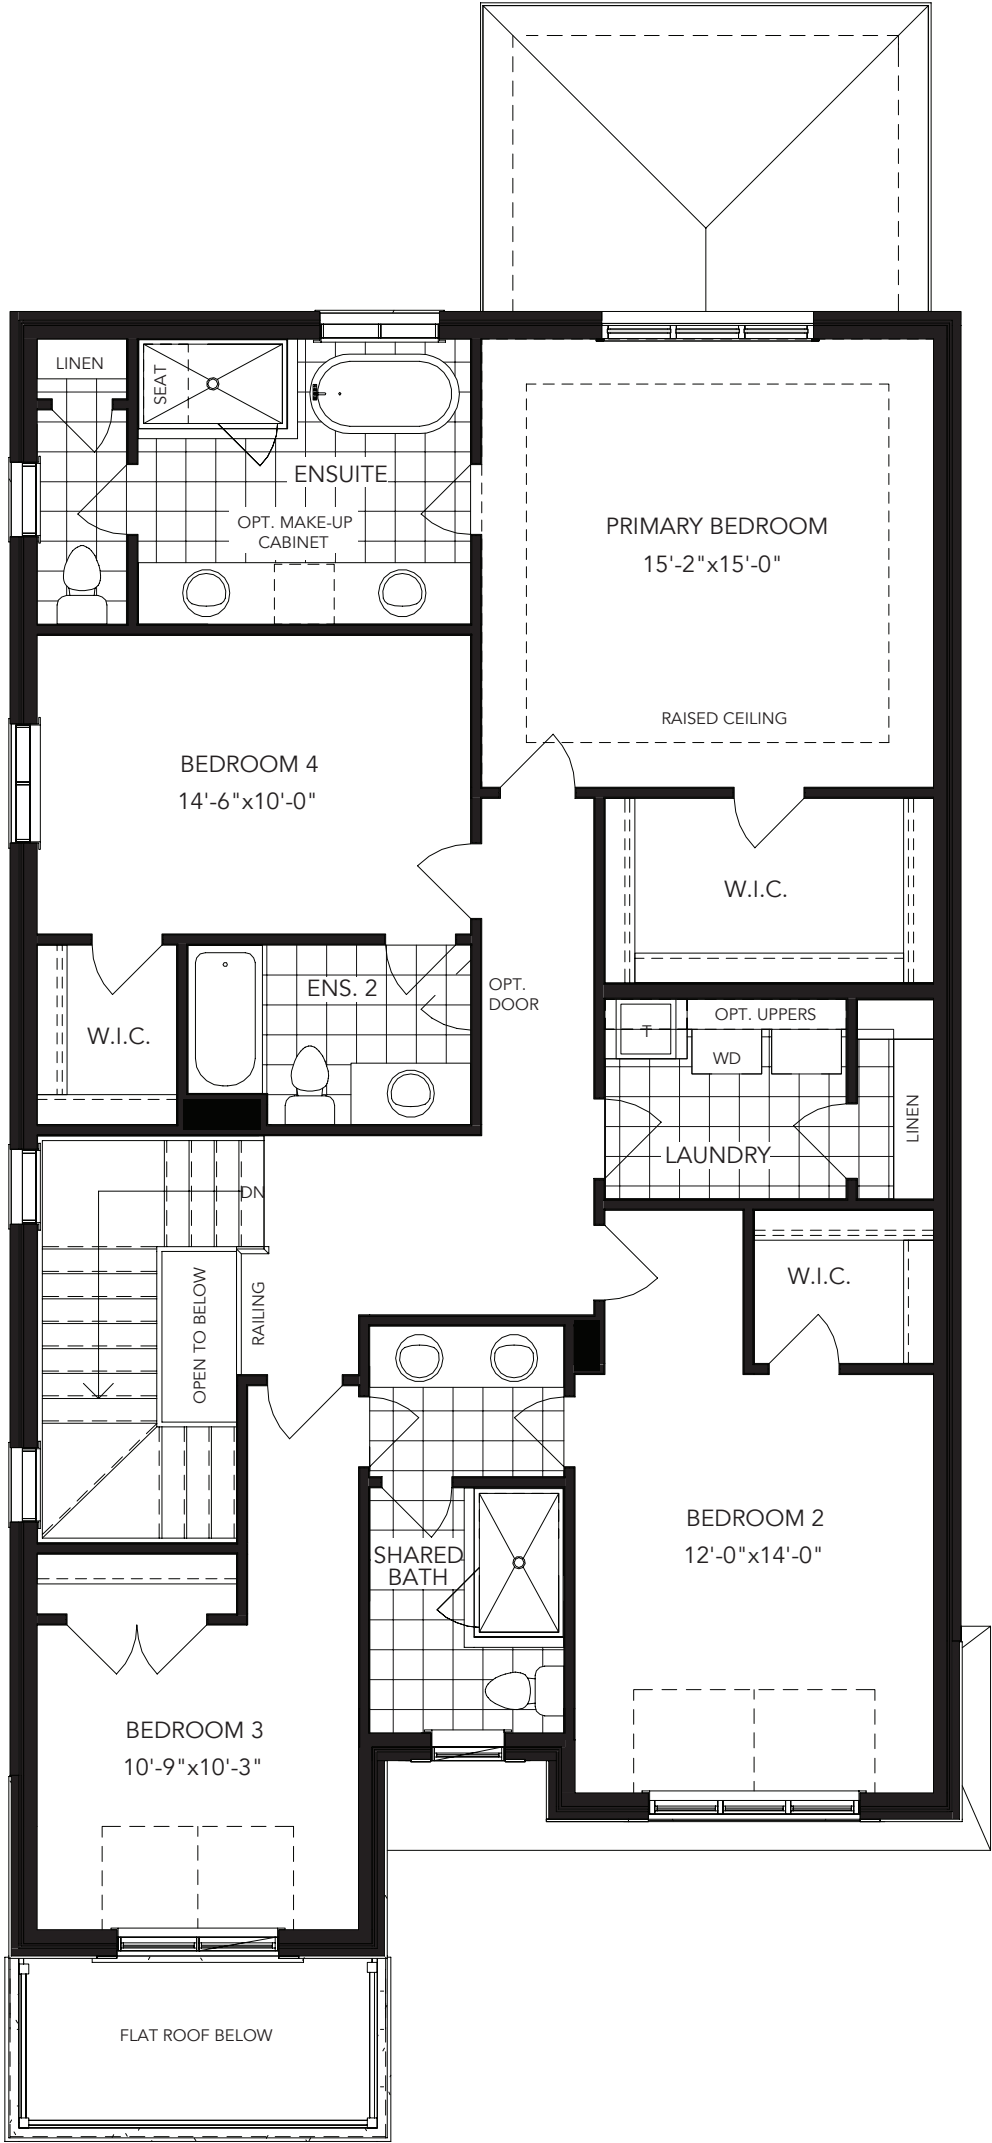 LINEN
SEAT
ENSUITE
OPT. MAKE-UP
CABINET
PRIMARY BEDROOM
15'-2"x15'-0"
RAISED CEILING
BEDROOM 4
14'-6"x10'-0"
W.I.C.
ENS. 2
OPT.
DOOR
W.I.C.
OPT. UPPERS
T
WD
LINEN
LAUNDRY
DN
OPEN TO BELOW
RAILING
W.I.C.
SHARED
BATH
BEDROOM 2
12'-0"x14'-0"
BEDROOM 3
10'-9"x10'-3"
FLAT ROOF BELOW